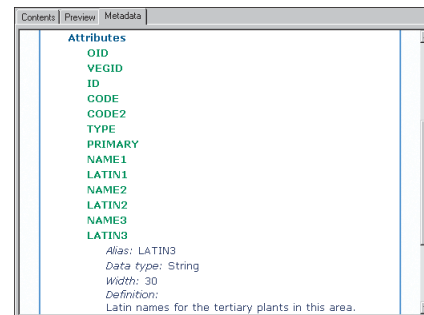 Contents Preview Metadata
Attributes
OID
VEGID
ID
CODE
CODE2
TYPE
PRIMARY
NAME1
LATIN1
NAME2
LATIN2
NAME3
LATIN3
Alias: LATIN3
Data type: String
Width: 30
Definition:
Latin names for the tertiary plants in this area.